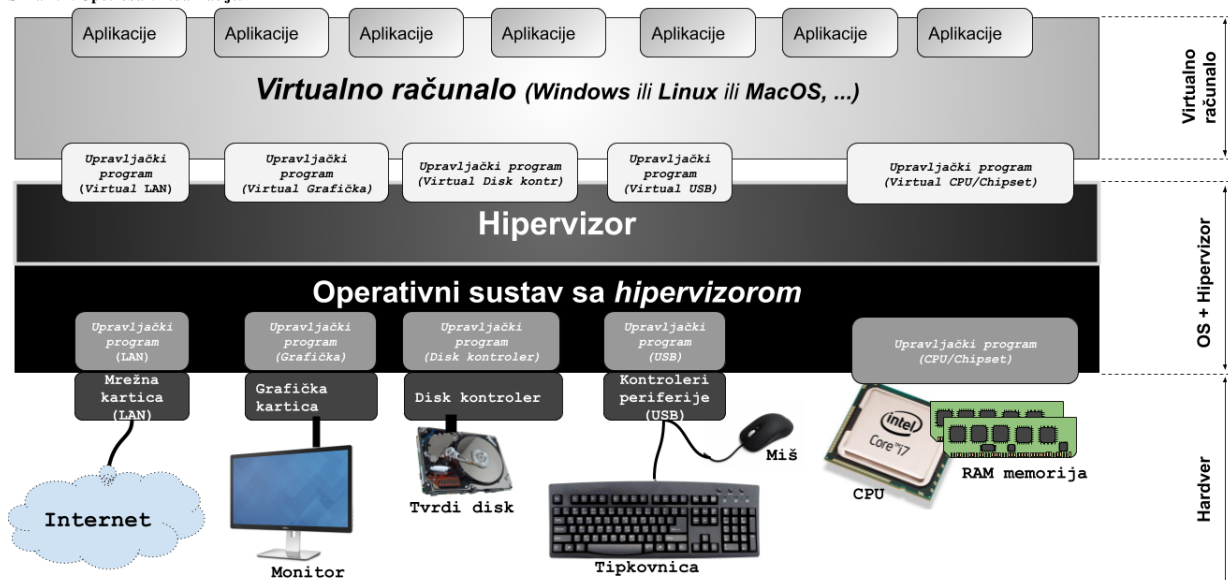 Aplikacije Aplikacije Aplikacije Aplikacije Aplikacije Aplikacije Aplikacije
Virtualno računalo (Windows ili Linux ili MacOS, ...)
Virtualno
računalo
Upravljački
program
(Virtual LAN)
Upravljački
program
(Virtual Grafička)
Upravljački program
(Virtual Disk kontr)
Upravljački
program
(Virtual USB)
Upravljački program
(Virtual CPU/Chipset)
Hipervizor
Operativni sustav sa hipervizorom
OS + Hipervizor
Upravljački
program
(LAN)
Upravljački
program
(Grafička)
Upravljački
program
(Disk kontroler)
Upravljački
program
(USB)
Upravljački program
(CPU/Chipset)
Mrežna
kartica
(LAN)
Grafička
kartica
Disk kontroler
Kontroleri
periferije
(USB)
Internet
Monitor
Tvrdi disk
Tipkovnica
Miš
intel
Core™i7
CPU
RAM memorija
Hardver